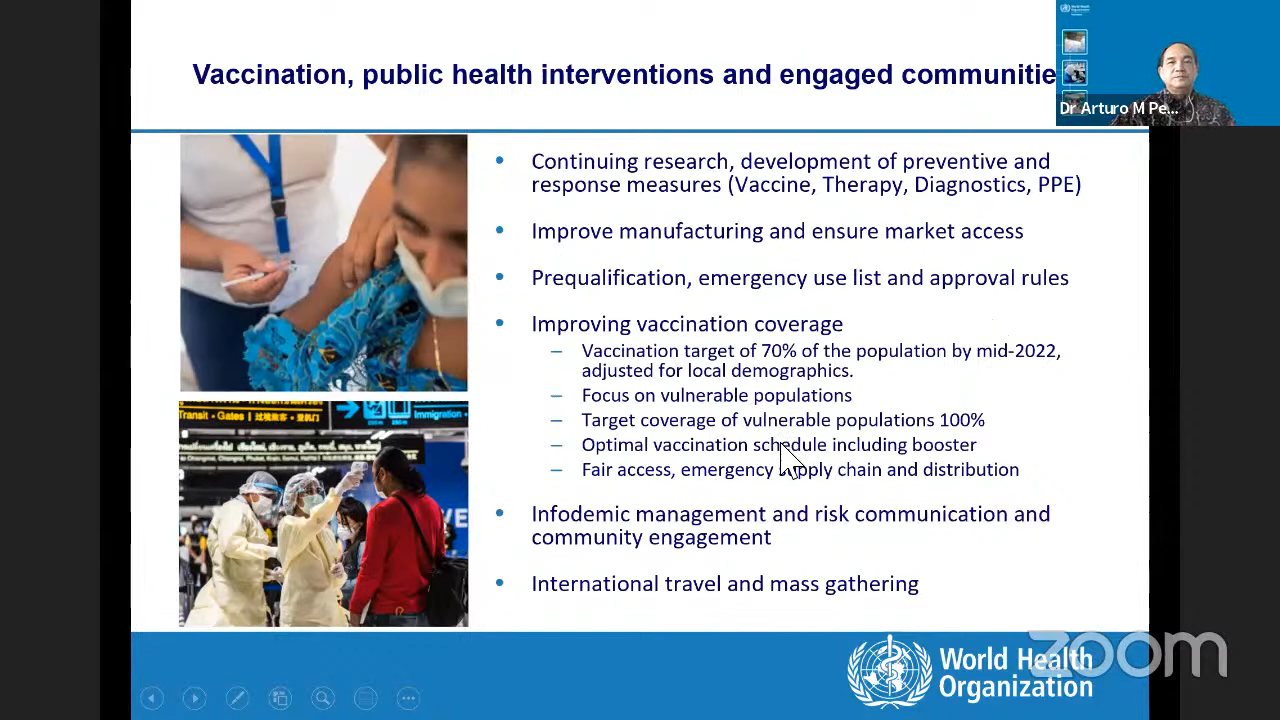 Vaccination, public health interventions and engaged communitie
World Health Organization
Dr Arturo M Pe...
• Continuing research, development of preventive and
response measures (Vaccine, Therapy, Diagnostics, PPE)
• Improve manufacturing and ensure market access
• Prequalification, emergency use list and approval rules
• Improving vaccination coverage
– Vaccination target of 70% of the population by mid-2022,
adjusted for local demographics.
– Focus on vulnerable populations
– Target coverage of vulnerable populations 100%
– Optimal vaccination schedule including booster
– Fair access, emergency supply chain and distribution
• Infodemic management and risk communication and
community engagement
• International travel and mass gathering
Transit - Gates
Immigration
World Health
Organization
zoom